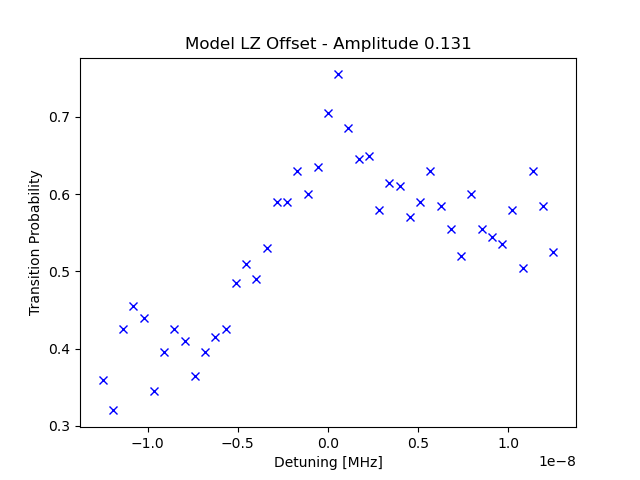 Model LZ Offset - Amplitude 0.131
Transition Probability
0.7
0.6
0.5
0.4
0.3
−1.0
−0.5
0.0
0.5
1.0
1e−8
Detuning [MHz]